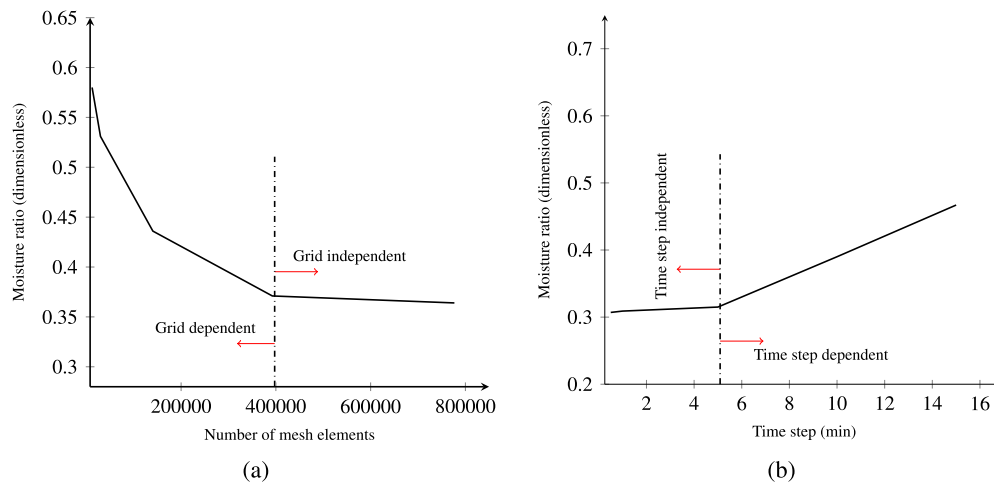 0.65
0.6
0.55
0.5
0.45
0.4
0.35
0.3
Moisture ratio (dimensionless)
Grid independent
Grid dependent
200000 400000 600000 800000
Number of mesh elements
(a)
0.7
0.6
0.5
0.4
0.3
0.2
Moisture ratio (dimensionless)
Time step independent
Time step dependent
2 4 6 8 10 12 14 16
Time step (min)
(b)